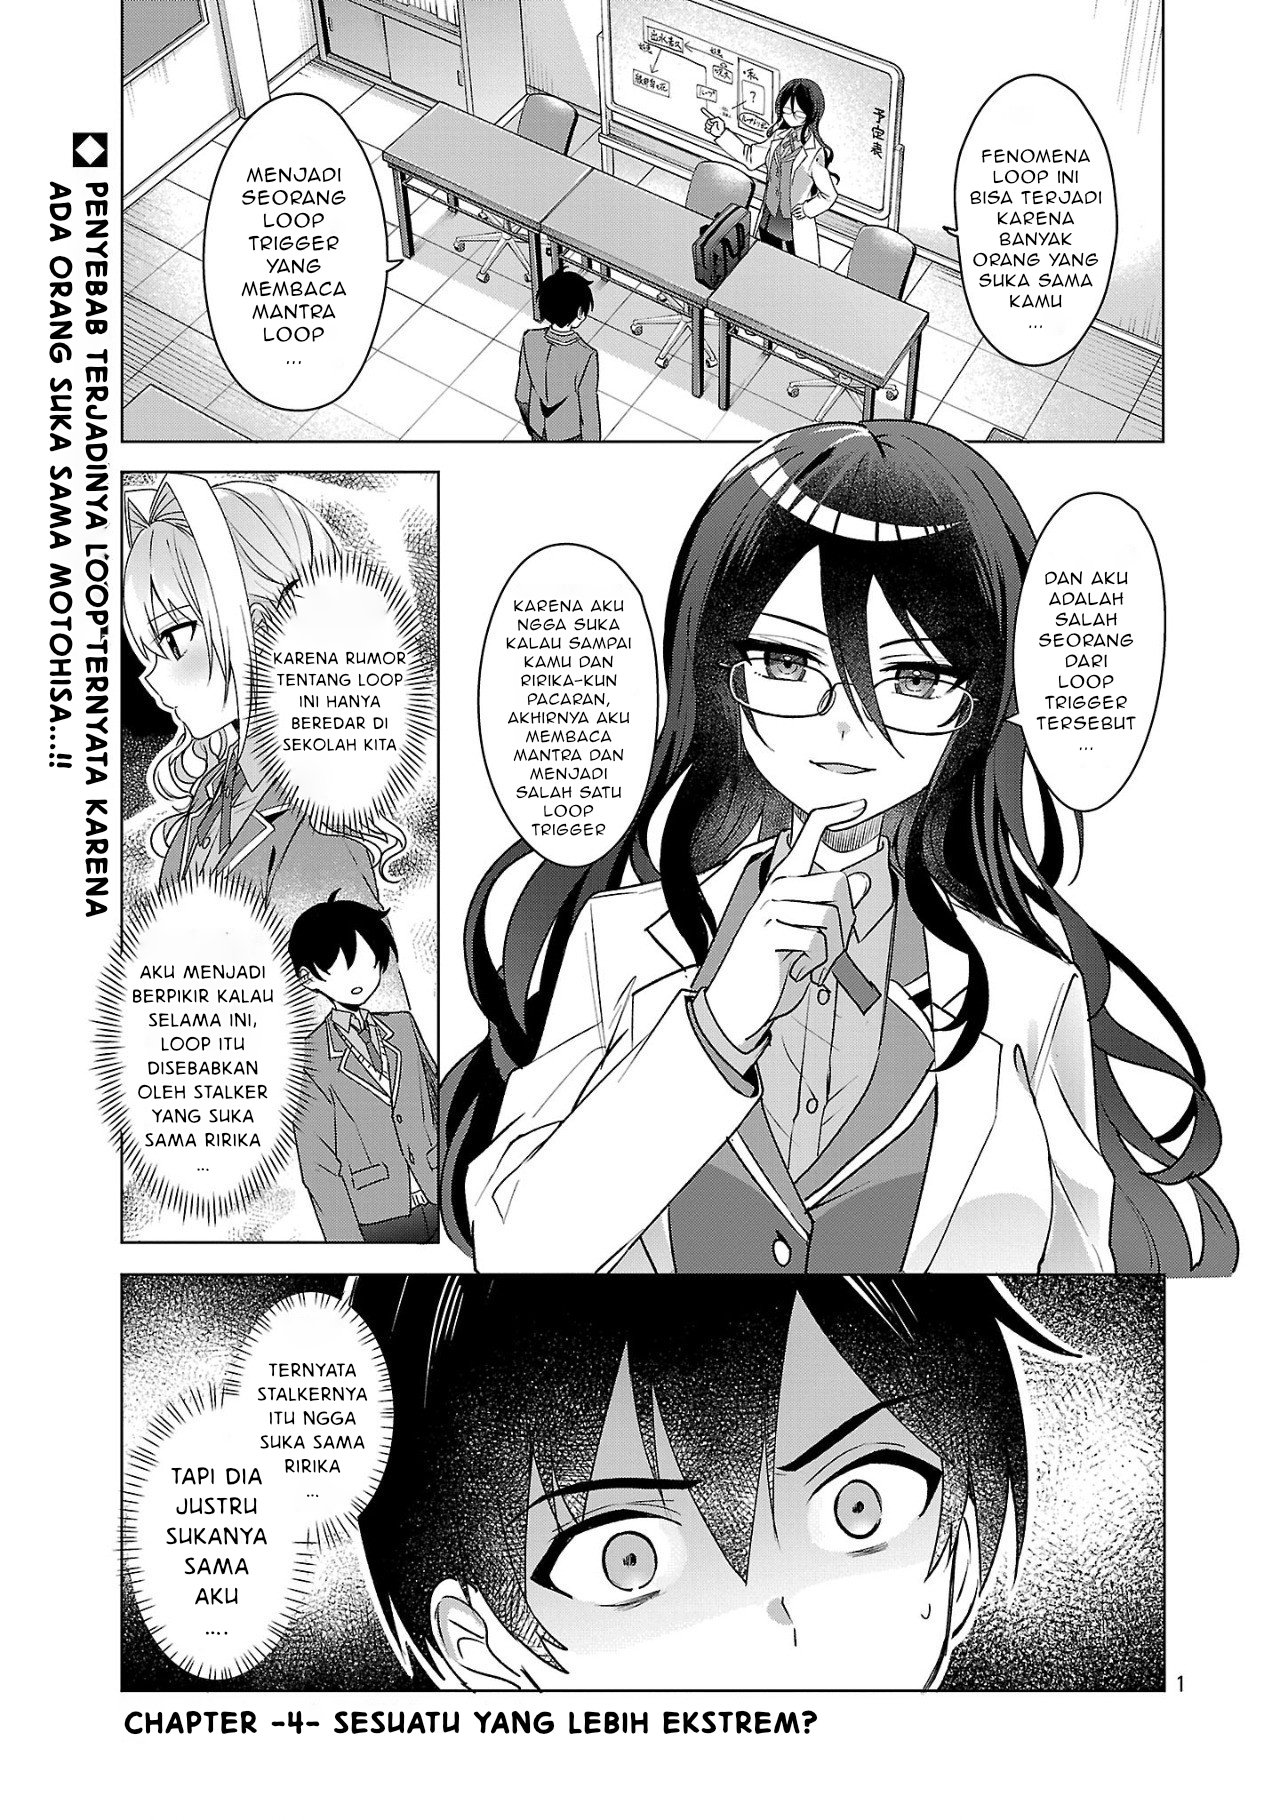 ◆ PENYEBAB TERJADINYA LOOP TERNYATA KARENA
ADA ORANG SUKA SAMA MOTOHISA...!!
FENOMENA
LOOP INI
BISA TERJADI
KARENA
BANYAK
ORANG YANG
SUKA SAMA
KAMU
...
予定表
MENJADI
SEORANG
LOOP
TRIGGER
YANG
MEMBACA
MANTRA
LOOP
...
DAN AKU
ADALAH
SALAH
SEORANG
DARI
LOOP
TRIGGER
TERSEBUT
...
KARENA AKU
NGGA SUKA
KALAU SAMPAI
KAMU DAN
RIRIKA-KUN
PACARAN,
AKHIRNYA AKU
MEMBACA
MANTRA DAN
MENJADI
SALAH SATU
LOOP
TRIGGER
KARENA RUMOR
TENTANG LOOP
INI HANYA
BEREDAR DI
SEKOLAH KITA
AKU MENJADI
BERPIKIR KALAU
SELAMA INI,
LOOP ITU
DISEBABKAN
OLEH STALKER
YANG SUKA
SAMA RIRIKA
...
TERNYATA
STALKERNYA
ITU NGGA
SUKA SAMA
RIRIKA
...
TAPI DIA
JUSTRU
SUKANYA
SAMA
AKU
....
1
CHAPTER -4- SESUATU YANG LEBIH EKSTREM?